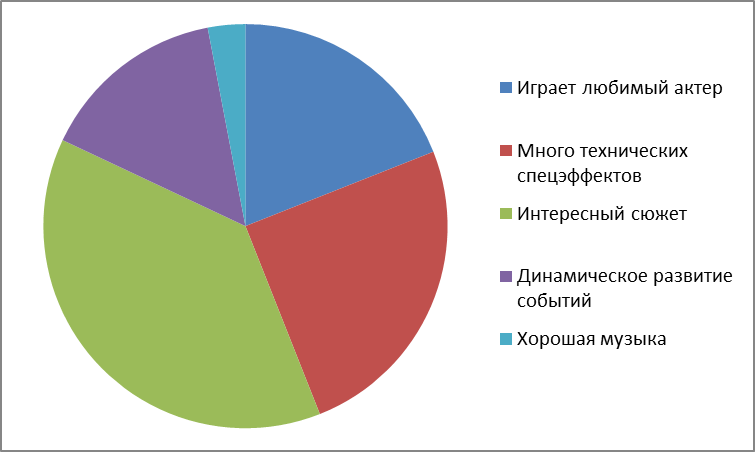 Играет любимый актер
Много технических
спецэффектов
Интересный сюжет
Динамическое развитие
событий
Хорошая музыка